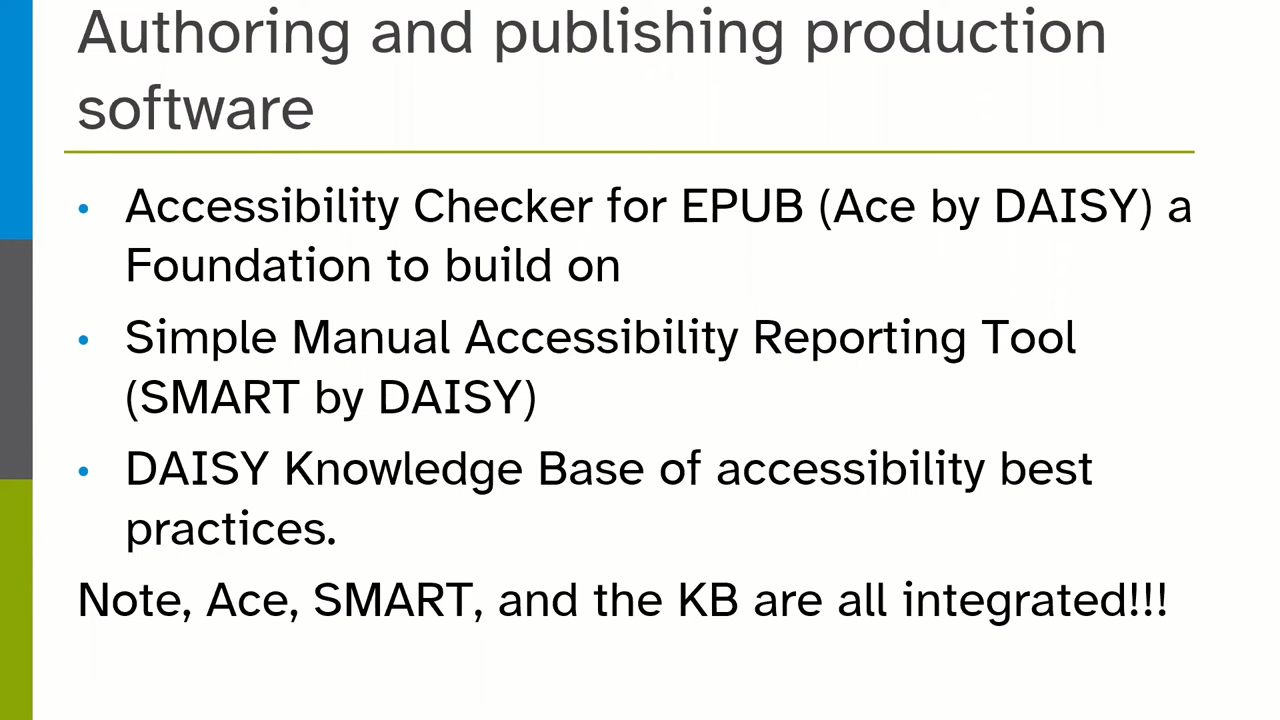 Authoring and publishing production
software
• Accessibility Checker for EPUB (Ace by DAISY) a
Foundation to build on
• Simple Manual Accessibility Reporting Tool
(SMART by DAISY)
• DAISY Knowledge Base of accessibility best
practices.
Note, Ace, SMART, and the KB are all integrated!!!